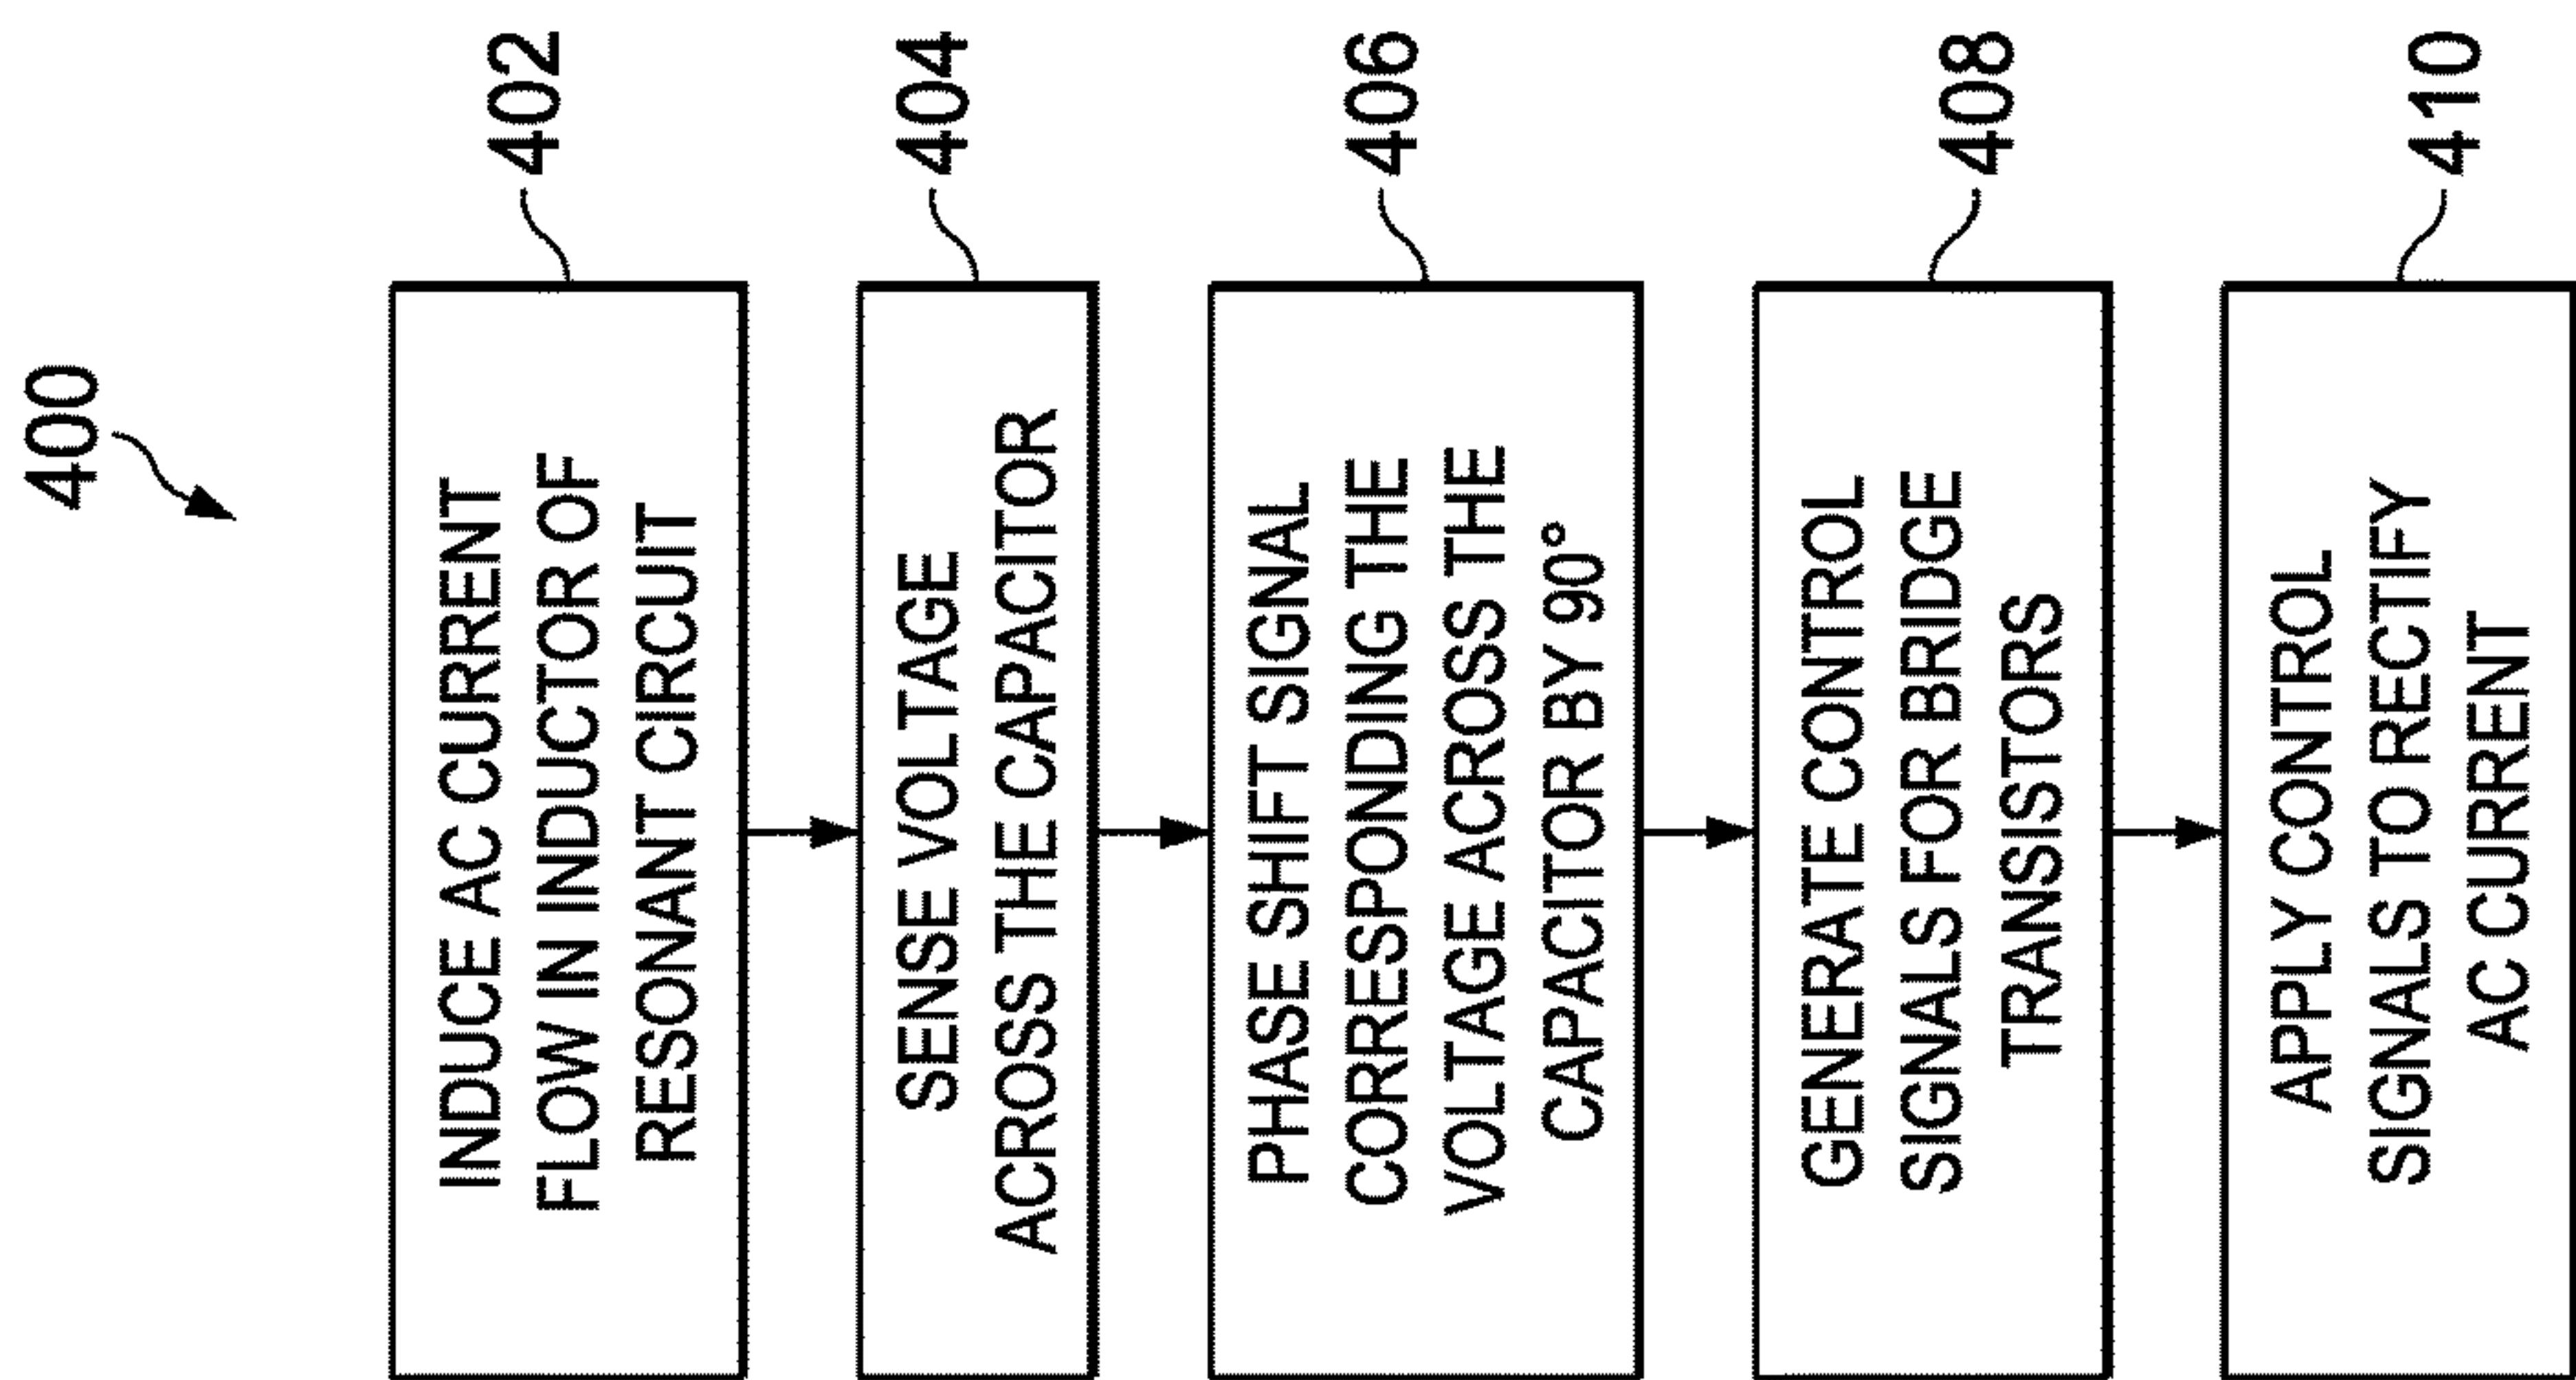 400
INDUCE AC CURRENT
FLOW IN INDUCTOR OF
RESONANT CIRCUIT
402
SENSE VOLTAGE
ACROSS THE CAPACITOR
404
PHASE SHIFT SIGNAL
CORRESPONDING THE
VOLTAGE ACROSS THE
CAPACITOR BY 90°
406
GENERATE CONTROL
SIGNALS FOR BRIDGE
TRANSISTORS
408
APPLY CONTROL
SIGNALS TO RECTIFY
AC CURRENT
410